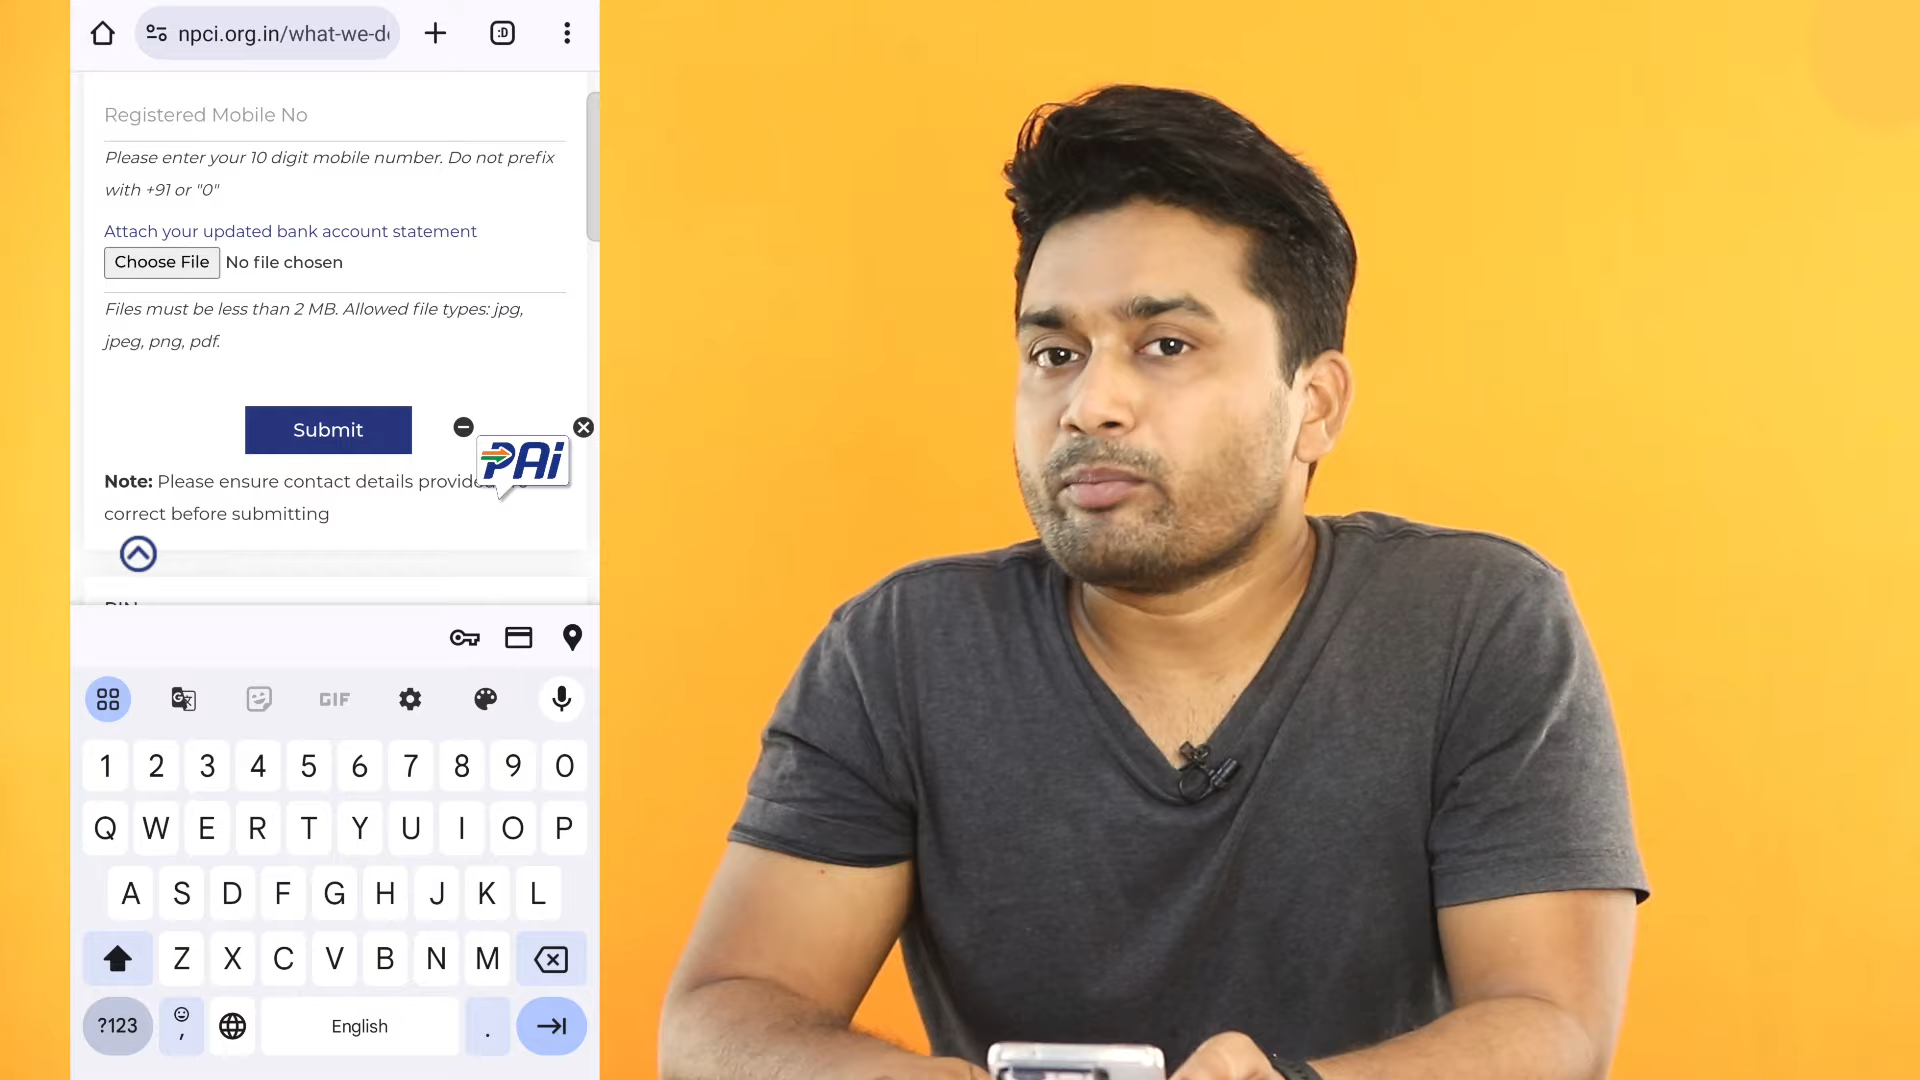 npci.org.in/what-we-d
:D
Registered Mobile No
Please enter your 10 digit mobile number. Do not prefix
with +91 or "0"
Attach your updated bank account statement
Choose File No file chosen
Files must be less than 2 MB. Allowed file types: jpg,
jpeg, png, pdf.
Submit
PAi
Note: Please ensure contact details provide
correct before submitting
PIN
GIF
1 2 3 4 5 6 7 8 9 0
Q W E R T Y U I O P
A S D F G H J K L
Z X C V B N M
?123 , English .